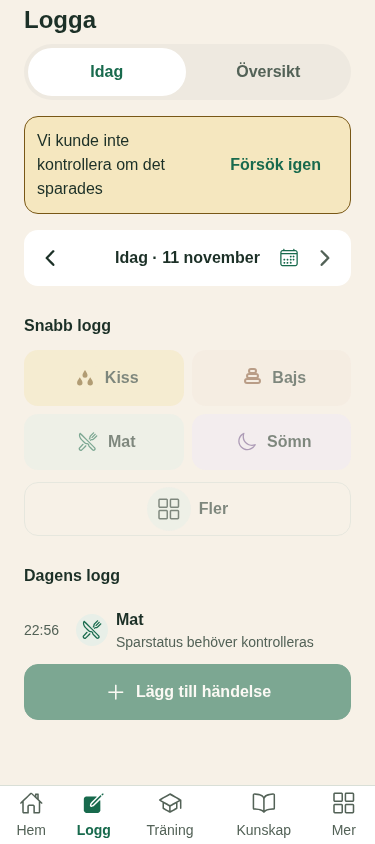 Logga
Idag
Översikt
Vi kunde inte
kontrollera om det
sparades
Försök igen
Idag · 11 november
Snabb logg
Kiss
Bajs
Mat
Sömn
Fler
Dagens logg
22:56
Mat
Sparstatus behöver kontrolleras
Lägg till händelse
Hem
Logg
Träning
Kunskap
Mer